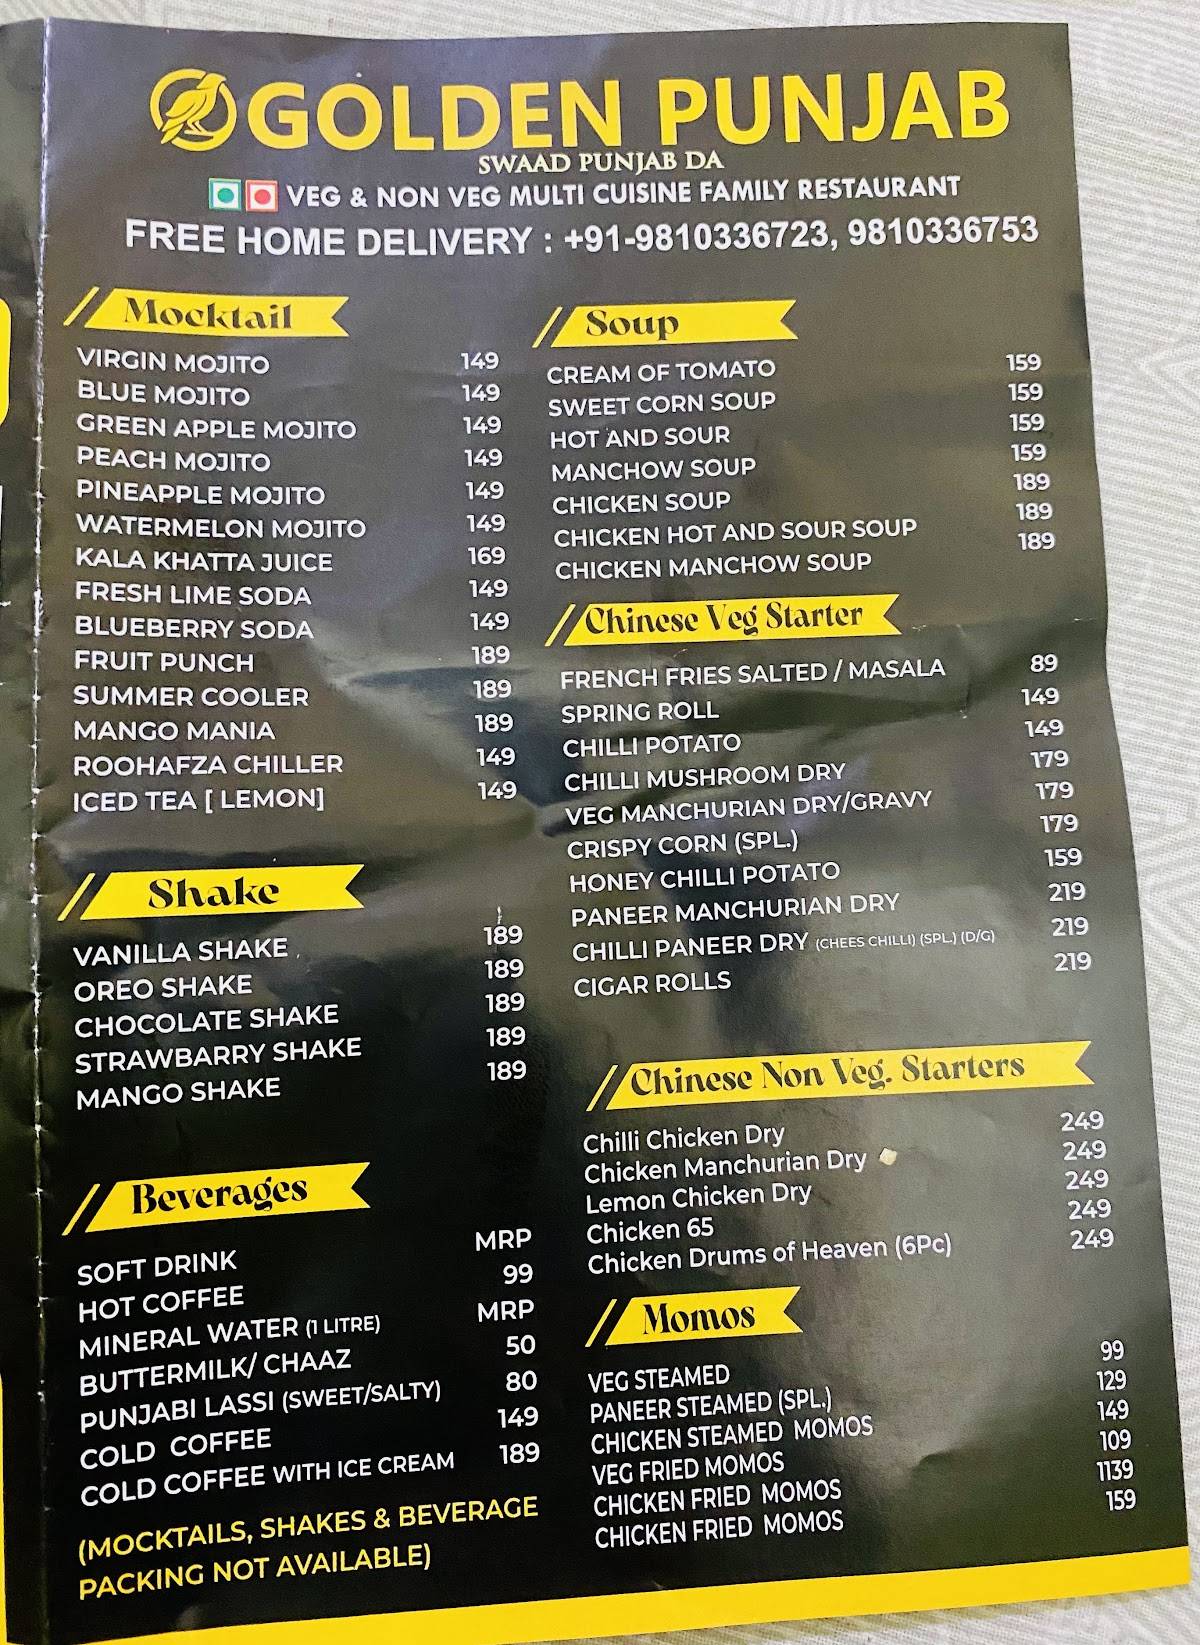 GOLDEN PUNJAB
SWAAD PUNJAB DA
VEG & NON VEG MULTI CUISINE FAMILY RESTAURANT
FREE HOME DELIVERY : +91-9810336723, 9810336753
Mocktail
VIRGIN MOJITO 149
BLUE MOJITO 149
GREEN APPLE MOJITO 149
PEACH MOJITO 149
PINEAPPLE MOJITO 149
WATERMELON MOJITO 149
KALA KHATTA JUICE 169
FRESH LIME SODA 149
BLUEBERRY SODA 149
FRUIT PUNCH 189
SUMMER COOLER 189
MANGO MANIA 189
ROOHAFZA CHILLER 149
ICED TEA [ LEMON] 149
Shake
VANILLA SHAKE 189
OREO SHAKE 189
CHOCOLATE SHAKE 189
STRAWBARRY SHAKE 189
MANGO SHAKE 189
Beverages
SOFT DRINK MRP
HOT COFFEE 99
MINERAL WATER (1 LITRE) MRP
BUTTERMILK/ CHAAZ 50
PUNJABI LASSI (SWEET/SALTY) 80
COLD COFFEE 149
COLD COFFEE WITH ICE CREAM 189
(MOCKTAILS, SHAKES & BEVERAGE
PACKING NOT AVAILABLE)
Soup
CREAM OF TOMATO 159
SWEET CORN SOUP 159
HOT AND SOUR 159
MANCHOW SOUP 159
CHICKEN SOUP 189
CHICKEN HOT AND SOUR SOUP 189
CHICKEN MANCHOW SOUP 189
Chinese Veg Starter
FRENCH FRIES SALTED / MASALA 89
SPRING ROLL 149
CHILLI POTATO 149
CHILLI MUSHROOM DRY 179
VEG MANCHURIAN DRY/GRAVY 179
CRISPY CORN (SPL.) 179
HONEY CHILLI POTATO 159
PANEER MANCHURIAN DRY 219
CHILLI PANEER DRY (CHEES CHILLI) (SPL.) (D/G) 219
CIGAR ROLLS 219
Chinese Non Veg. Starters
Chilli Chicken Dry 249
Chicken Manchurian Dry 249
Lemon Chicken Dry 249
Chicken 65 249
Chicken Drums of Heaven (6Pc) 249
Momos
VEG STEAMED 99
PANEER STEAMED (SPL.) 129
CHICKEN STEAMED MOMOS 149
VEG FRIED MOMOS 109
CHICKEN FRIED MOMOS 1139
CHICKEN FRIED MOMOS 159